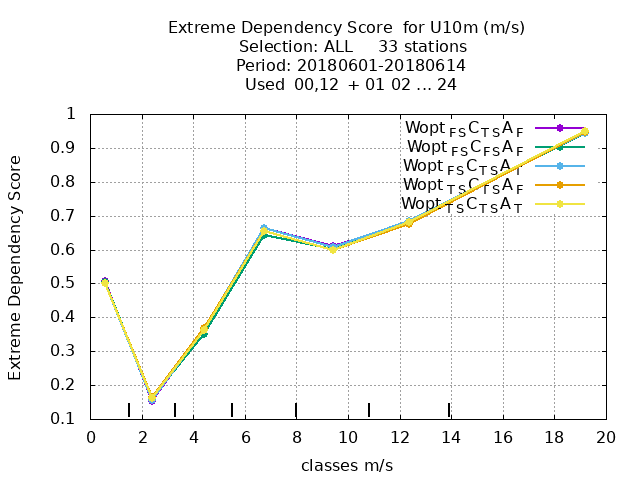 Extreme Dependency Score  for U10m (m/s)
Selection: ALL     33 stations
Period: 20180601-20180614
Used  00,12  + 01 02 ... 24
Extreme Dependency Score
1
0.9
0.8
0.7
0.6
0.5
0.4
0.3
0.2
0.1
Wopt FS C TS A F
Wopt FS C FS A F
Wopt FS C TS A T
Wopt TS C TS A F
Wopt TS C TS A T
0 2 4 6 8 10 12 14 16 18 20
classes m/s